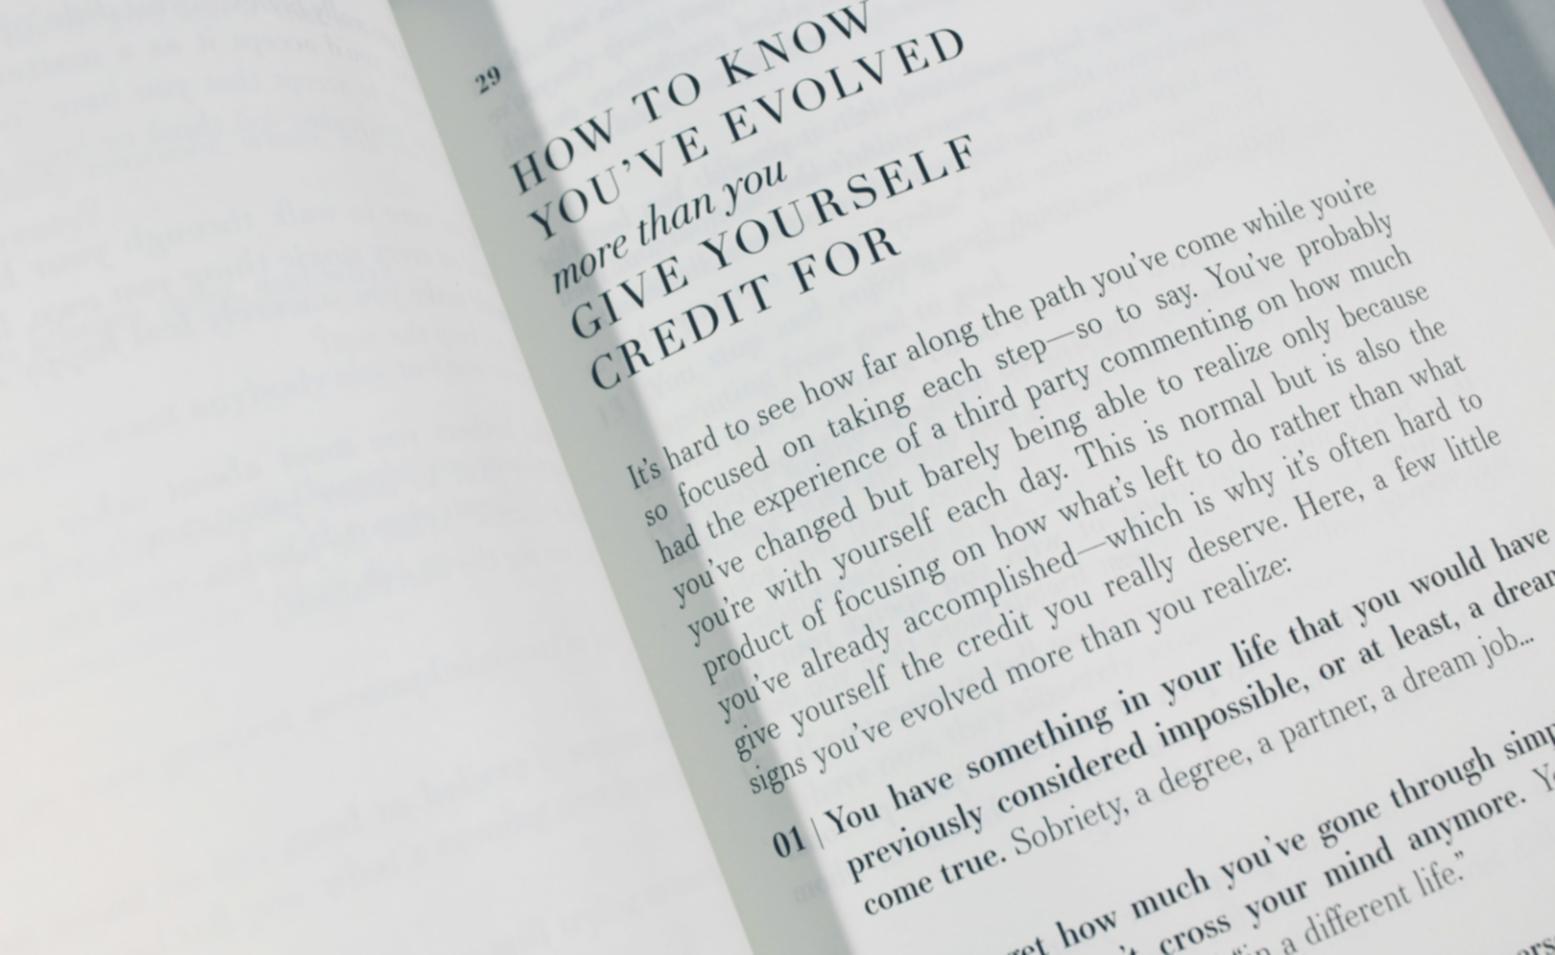 29
HOW TO KNOW
YOU'VE EVOLVED
more than you
GIVE YOURSELF
CREDIT FOR
It's hard to see how far along the path you've come while you're
so focused on taking each step—so to say. You've probably
had the experience of a third party commenting on how much
you've changed but barely being able to realize only because
you're with yourself each day. This is normal but is also the
product of focusing on how what's left to do rather than what
you've already accomplished—which is why it's often hard to
give yourself the credit you really deserve. Here, a few little
signs you've evolved more than you realize:
01 | You have something in your life that you would have
previously considered impossible, or at least, a dream
come true. Sobriety, a degree, a partner, a dream job...
how much you've gone through
cross your mind anymore.
a different life."